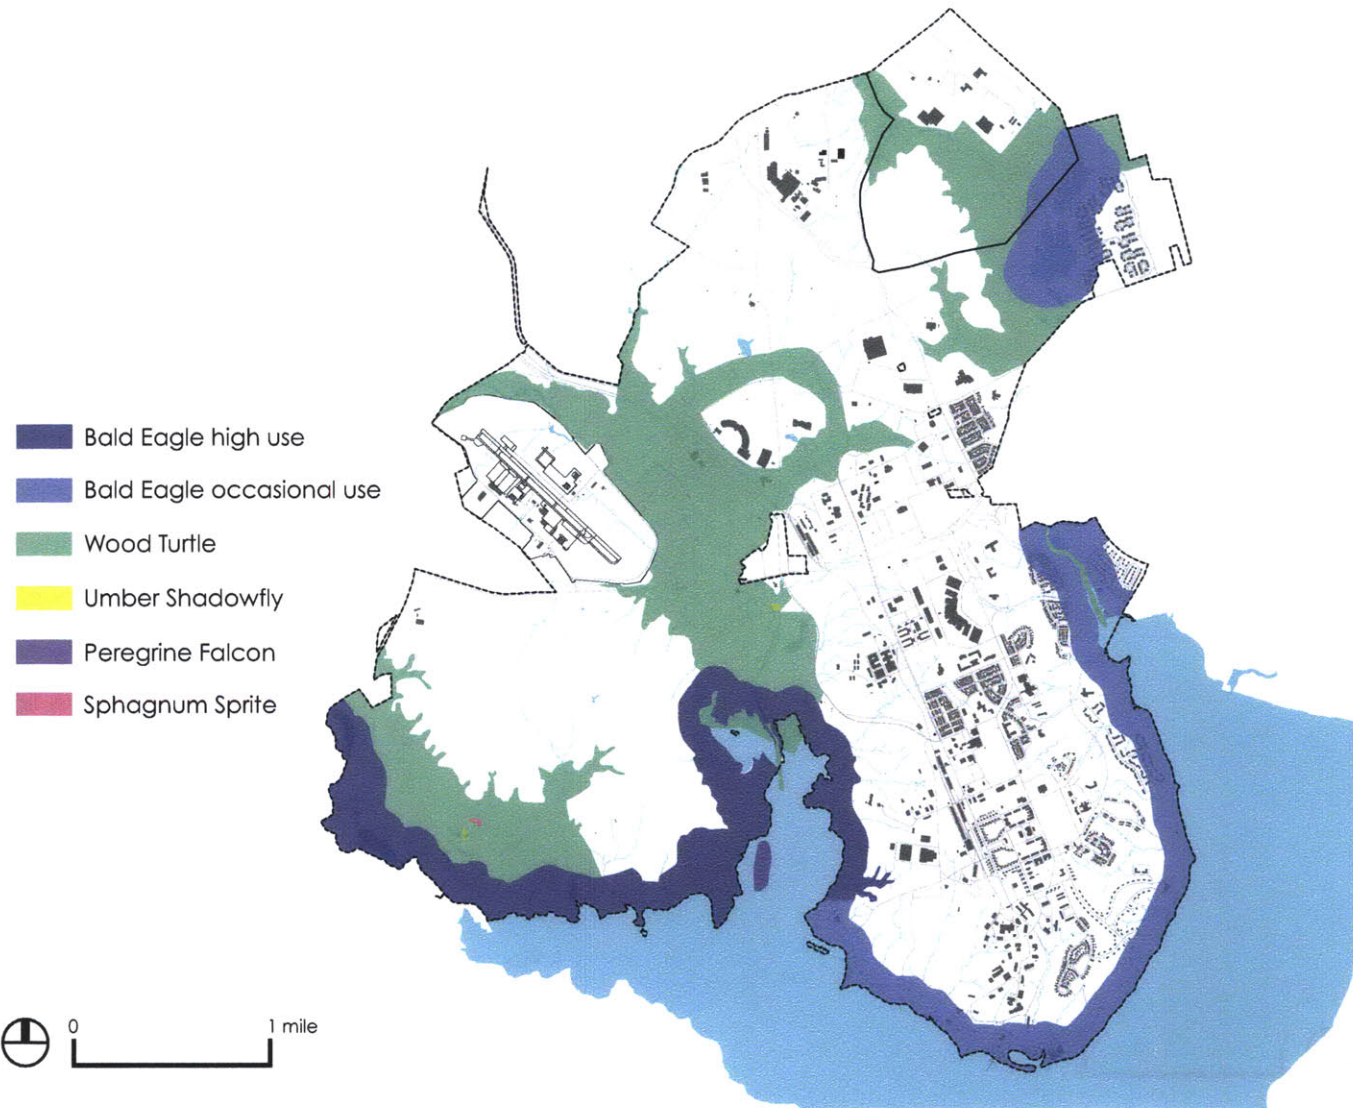 Bald Eagle high use
Bald Eagle occasional use
Wood Turtle
Umber Shadowfly
Peregrine Falcon
Sphagnum Sprite
0 1 mile